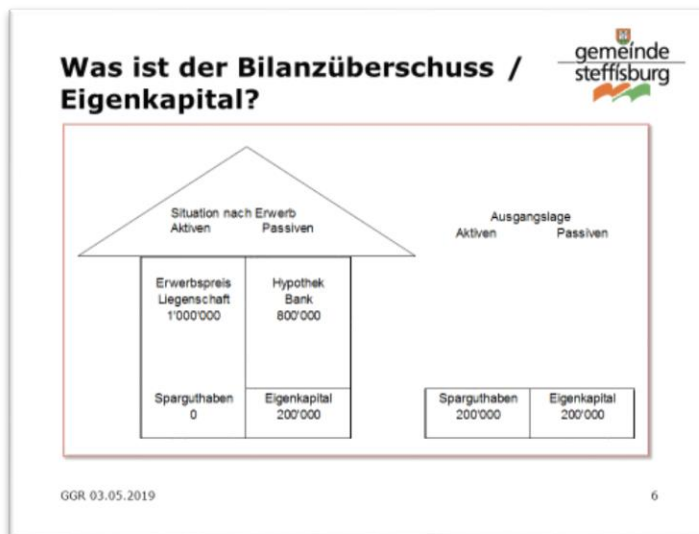 Was ist der Bilanzüberschuss /
Eigenkapital?
gemeinde
steffisburg
Situation nach Erwerb
Aktiven Passiven
Erwerbspreis
Liegenschaft
1'000'000
Hypothek
Bank
800'000
Sparguthaben
0
Eigenkapital
200'000
Ausgangslage
Aktiven Passiven
Sparguthaben
200'000
Eigenkapital
200'000
GGR 03.05.2019
6